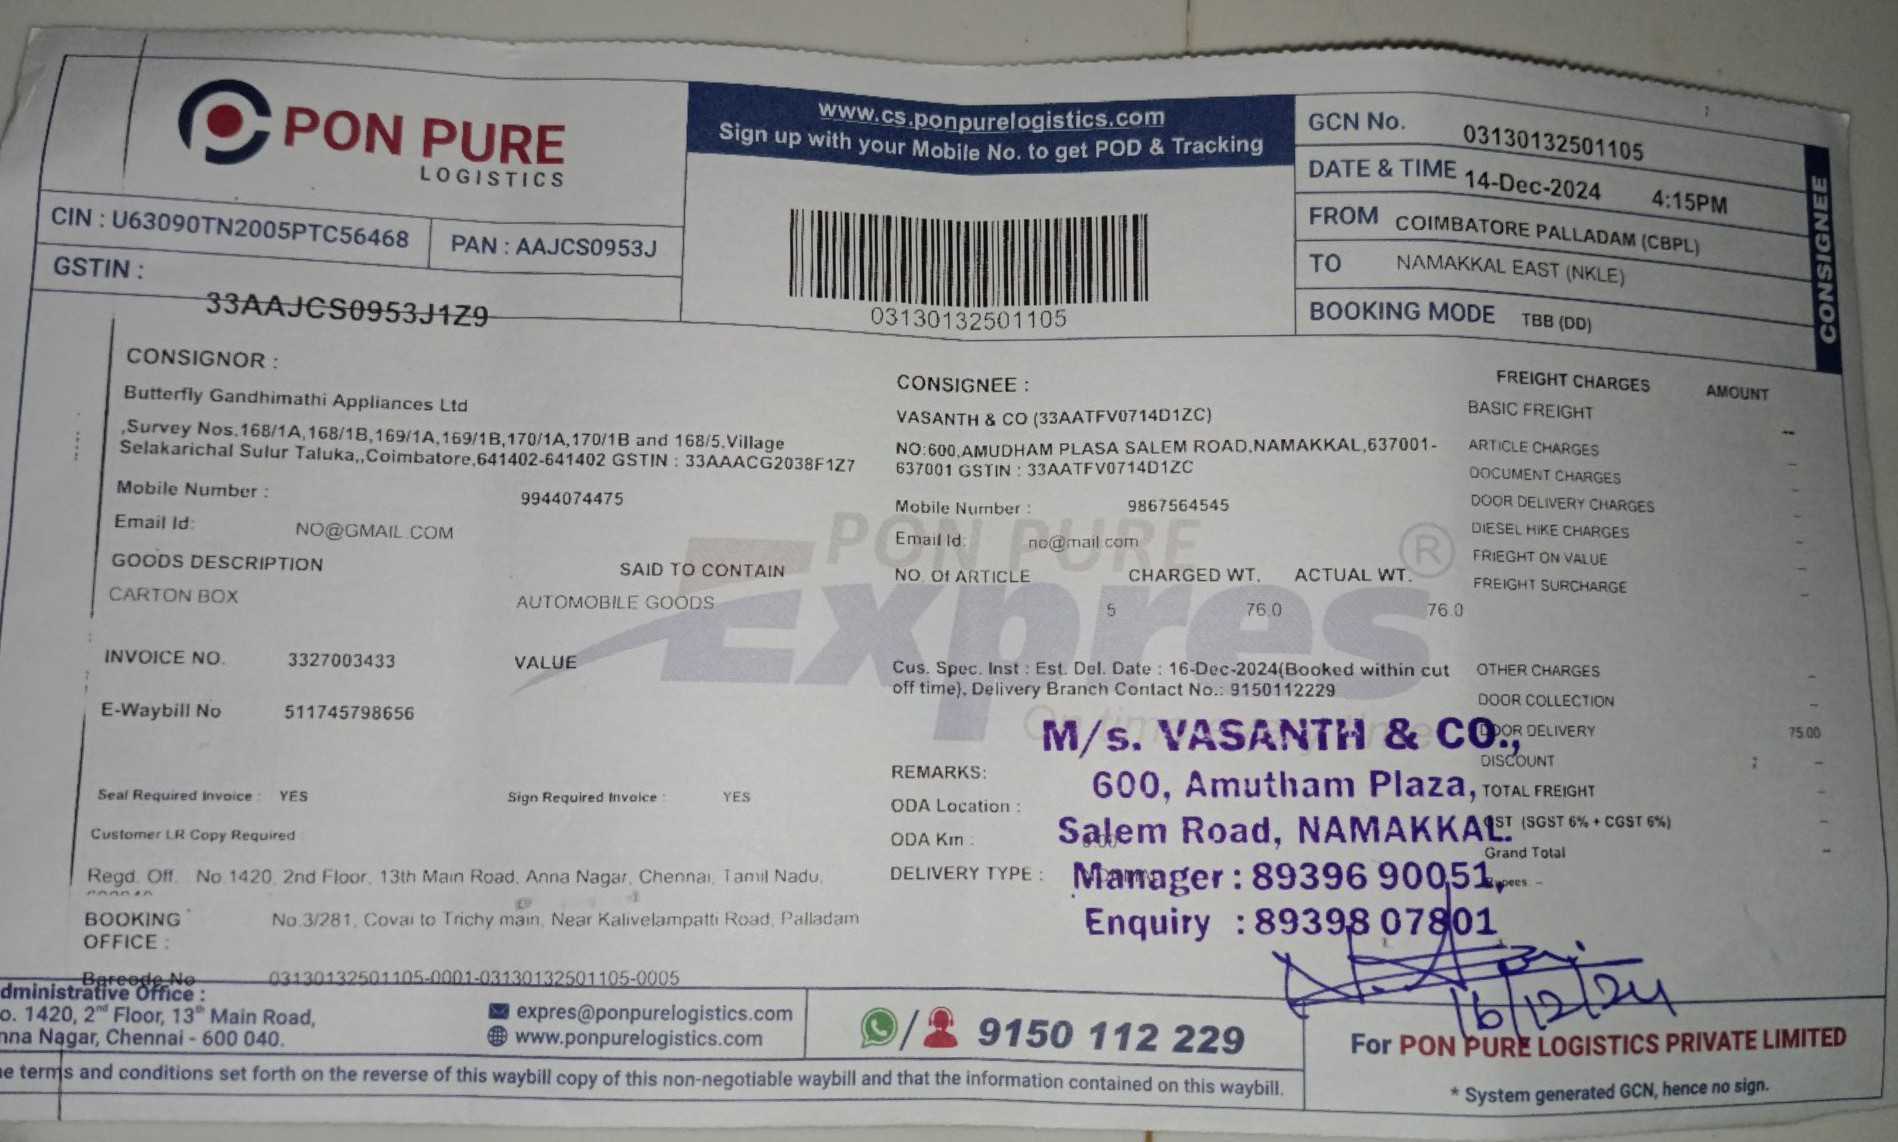 PON PURE
LOGISTICS
CIN : U63090TN2005PTC56468
PAN : AAJCS0953J
GSTIN :
33AAJCS0953J1Z9
www.cs.ponpurelogistics.com
Sign up with your Mobile No. to get POD & Tracking
03130132501105
GCN No. 03130132501105
DATE & TIME 14-Dec-2024 4:15PM
FROM COIMBATORE PALLADAM (CBPL)
TO NAMAKKAL EAST (NKLE)
BOOKING MODE TBB (DD)
CONSIGNEE
CONSIGNOR :
Butterfly Gandhimathi Appliances Ltd
,Survey Nos.168/1A,168/1B,169/1A,169/1B,170/1A,170/1B and 168/5,Village
Selakarichal Sulur Taluka,,Coimbatore,641402-641402 GSTIN : 33AAACG2038F1Z7
Mobile Number : 9944074475
Email Id: NO@GMAIL.COM
GOODS DESCRIPTION SAID TO CONTAIN
CARTON BOX AUTOMOBILE GOODS
INVOICE NO. 3327003433 VALUE
E-Waybill No 511745798656
Seal Required Invoice : YES Sign Required Invoice : YES
Customer LR Copy Required
Regd. Off. No 1420, 2nd Floor, 13th Main Road, Anna Nagar, Chennai, Tamil Nadu,
BOOKING OFFICE : No.3/281, Covai to Trichy main, Near Kalivelampatti Road, Palladam
Barcode No 03130132501105-0001-03130132501105-0005
CONSIGNEE :
VASANTH & CO (33AATFV0714D1ZC)
NO:600,AMUDHAM PLASA SALEM ROAD,NAMAKKAL,637001-
637001 GSTIN : 33AATFV0714D1ZC
Mobile Number : 9867564545
Email Id: no@mail.com
NO. Of ARTICLE CHARGED WT. ACTUAL WT.
5 76.0 76.0
PON PURE
Expres ®
Cus. Spec. Inst : Est. Del. Date : 16-Dec-2024(Booked within cut
off time), Delivery Branch Contact No.: 9150112229
REMARKS:
ODA Location :
ODA Km :
DELIVERY TYPE :
M/s. VASANTH & CO.,
600, Amutham Plaza,
Salem Road, NAMAKKAL.
Manager : 89396 90051,
Enquiry : 89398 07801
16/12/24
FREIGHT CHARGES AMOUNT
BASIC FREIGHT --
ARTICLE CHARGES --
DOCUMENT CHARGES --
DOOR DELIVERY CHARGES --
DIESEL HIKE CHARGES --
FRIEGHT ON VALUE --
FREIGHT SURCHARGE --
OTHER CHARGES --
DOOR COLLECTION --
DOOR DELIVERY 75.00
DISCOUNT : --
TOTAL FREIGHT --
GST (SGST 6% + CGST 6%) --
Grand Total --
dministrative Office :
o. 1420, 2nd Floor, 13th Main Road,
nna Nagar, Chennai - 600 040.
expres@ponpurelogistics.com
www.ponpurelogistics.com
/ 9150 112 229
For PON PURE LOGISTICS PRIVATE LIMITED
* System generated GCN, hence no sign.
e terms and conditions set forth on the reverse of this waybill copy of this non-negotiable waybill and that the information contained on this waybill.